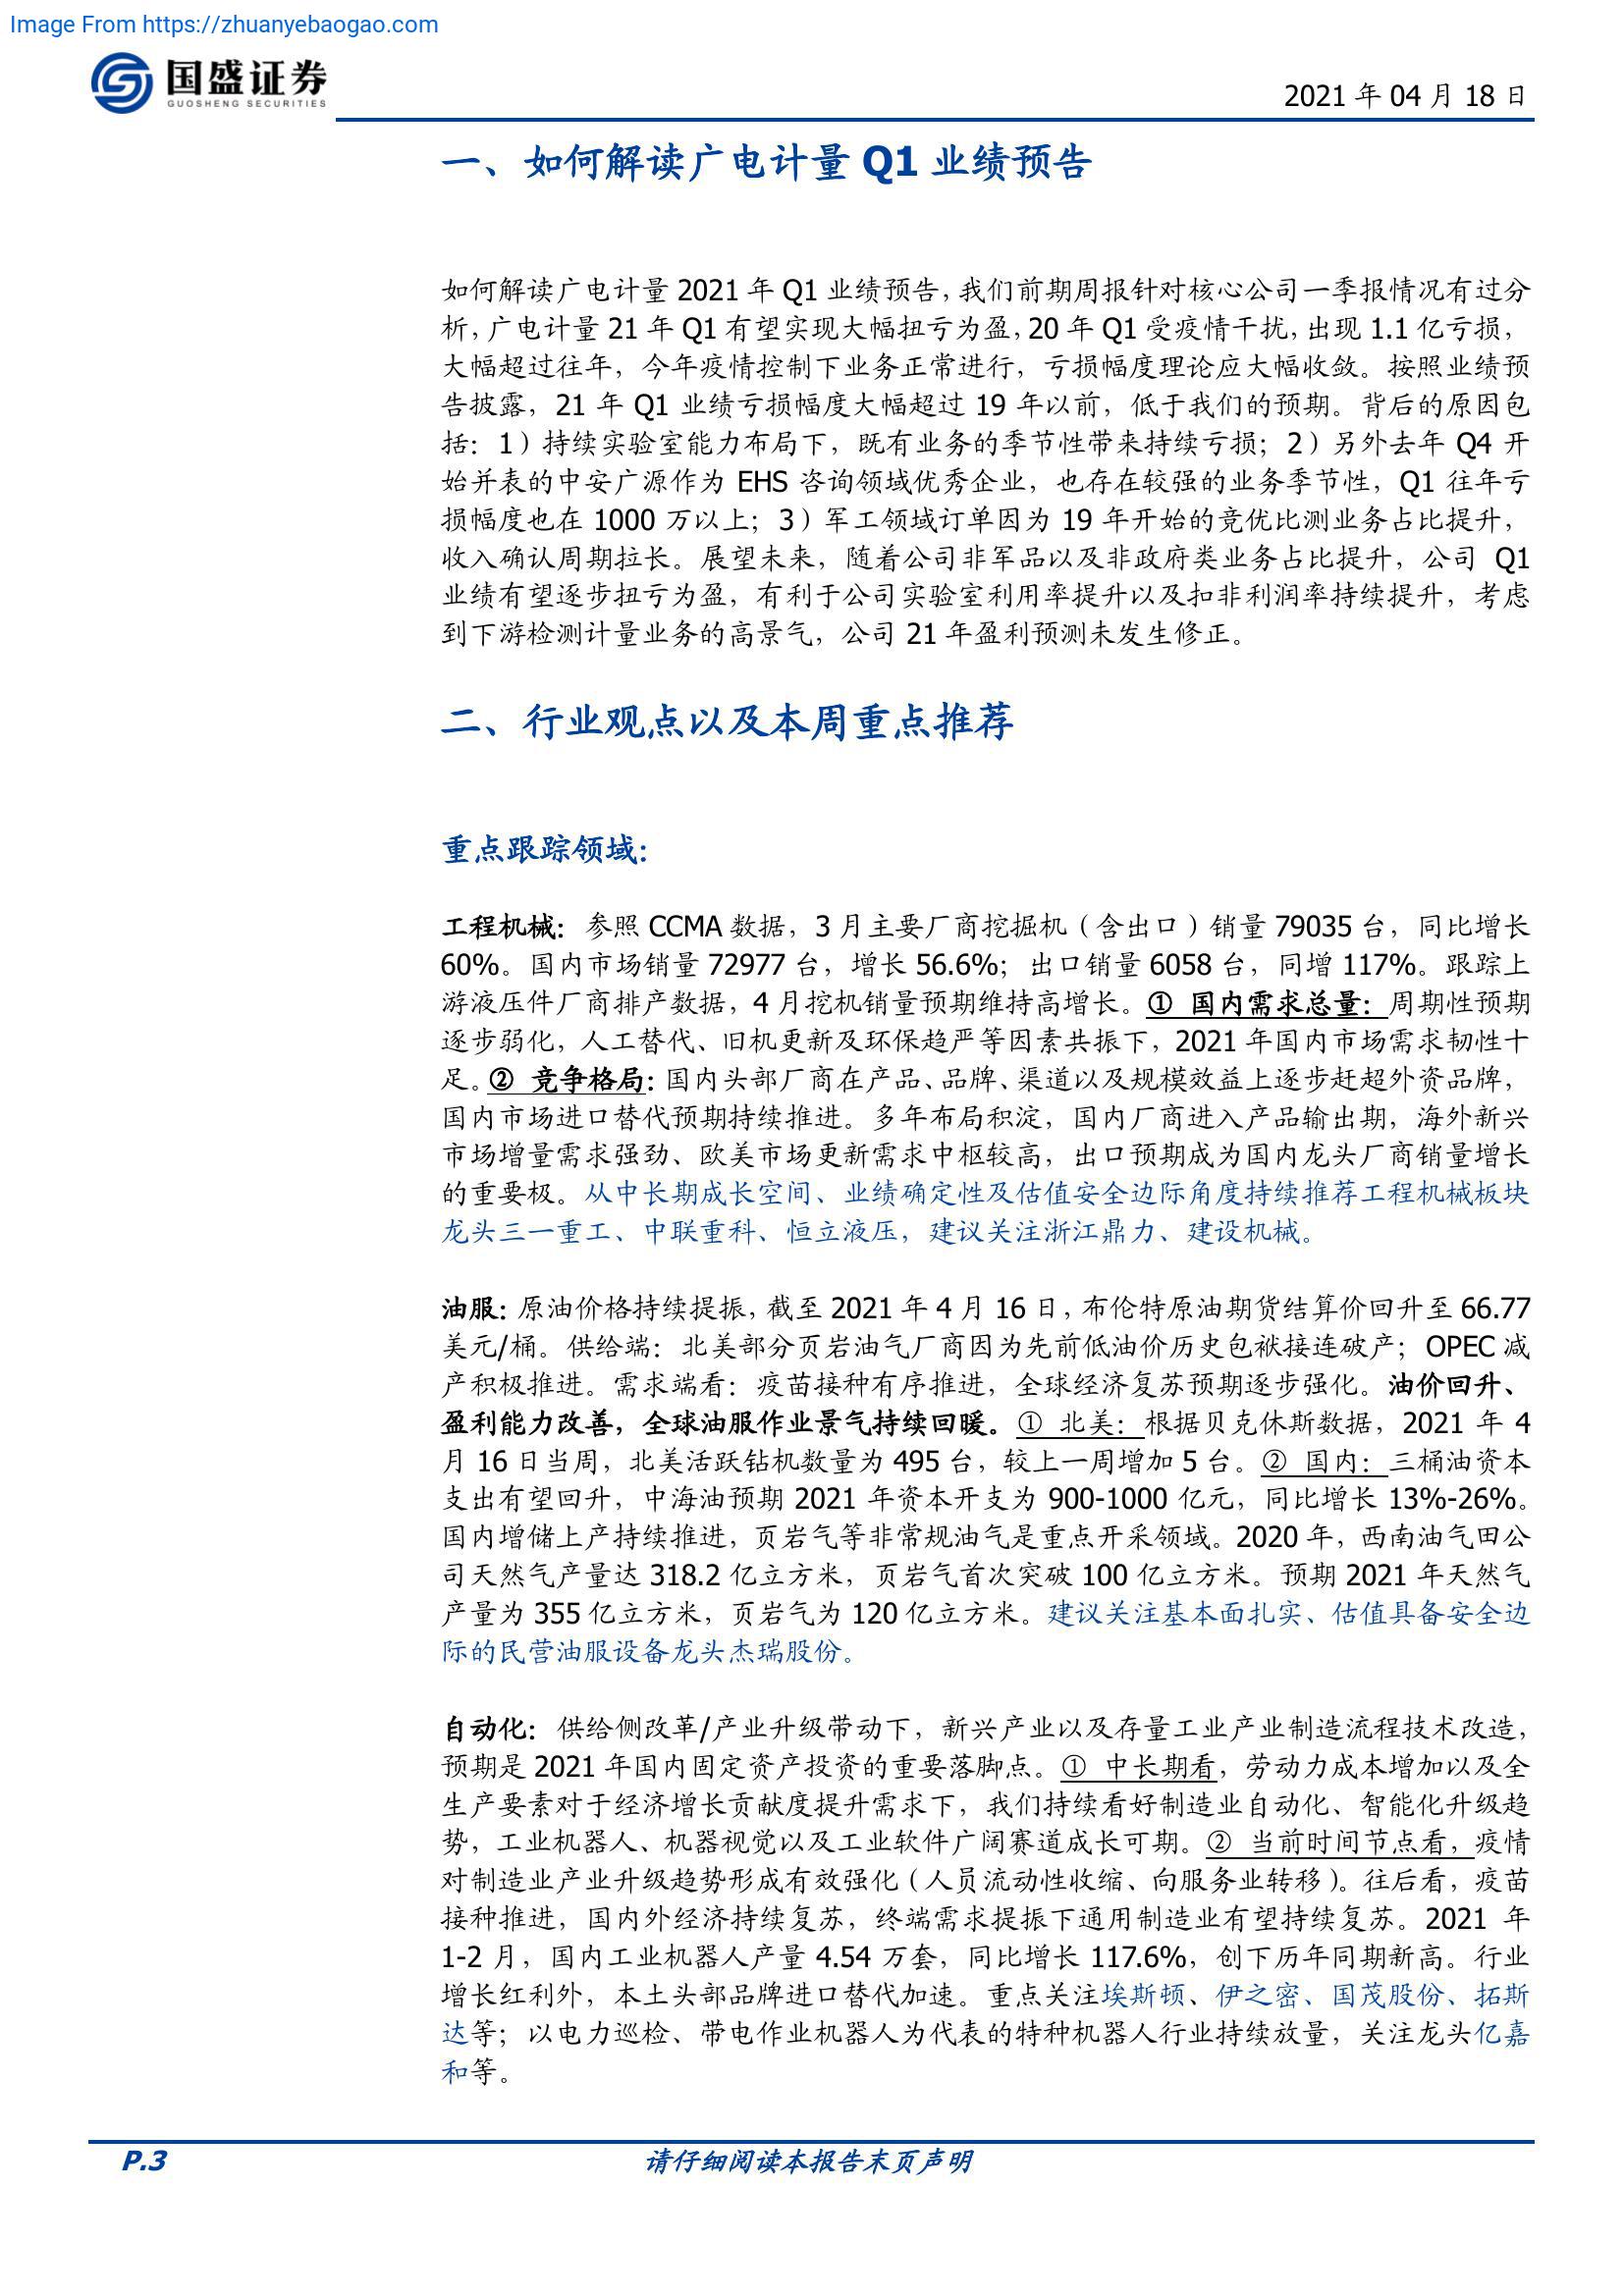 Image From https://zhuanyebaogao.com
国盛证券
GUOSHENG SECURITIES
2021 年 04 月 18 日
一、如何解读广电计量 Q1 业绩预告
如何解读广电计量 2021 年 Q1 业绩预告，我们前期周报针对核心公司一季报情况有过分
析，广电计量 21 年 Q1 有望实现大幅扭亏为盈，20 年 Q1 受疫情干扰，出现 1.1 亿亏损，
大幅超过往年，今年疫情控制下业务正常进行，亏损幅度理论应大幅收敛。按照业绩预
告披露，21 年 Q1 业绩亏损幅度大幅超过 19 年以前，低于我们的预期。背后的原因包
括：1）持续实验室能力布局下，既有业务的季节性带来持续亏损；2）另外去年 Q4 开
始并表的中安广源作为 EHS 咨询领域优秀企业，也存在较强的业务季节性，Q1 往年亏
损幅度也在 1000 万以上；3）军工领域订单因为 19 年开始的竞优比测业务占比提升，
收入确认周期拉长。展望未来，随着公司非军品以及非政府类业务占比提升，公司 Q1
业绩有望逐步扭亏为盈，有利于公司实验室利用率提升以及扣非利润率持续提升，考虑
到下游检测计量业务的高景气，公司 21 年盈利预测未发生修正。
二、行业观点以及本周重点推荐
重点跟踪领域：
工程机械：参照 CCMA 数据，3 月主要厂商挖掘机（含出口）销量 79035 台，同比增长
60%。国内市场销量 72977 台，增长 56.6%；出口销量 6058 台，同增 117%。跟踪上
游液压件厂商排产数据，4 月挖机销量预期维持高增长。① 国内需求总量：周期性预期
逐步弱化，人工替代、旧机更新及环保趋严等因素共振下，2021 年国内市场需求韧性十
足。② 竞争格局：国内头部厂商在产品、品牌、渠道以及规模效益上逐步赶超外资品牌，
国内市场进口替代预期持续推进。多年布局积淀，国内厂商进入产品输出期，海外新兴
市场增量需求强劲、欧美市场更新需求中枢较高，出口预期成为国内龙头厂商销量增长
的重要极。从中长期成长空间、业绩确定性及估值安全边际角度持续推荐工程机械板块
龙头三一重工、中联重科、恒立液压，建议关注浙江鼎力、建设机械。
油服：原油价格持续提振，截至 2021 年 4 月 16 日，布伦特原油期货结算价回升至 66.77
美元/桶。供给端：北美部分页岩油气厂商因为先前低油价历史包袱接连破产；OPEC 减
产积极推进。需求端看：疫苗接种有序推进，全球经济复苏预期逐步强化。油价回升、
盈利能力改善，全球油服作业景气持续回暖。① 北美：根据贝克休斯数据，2021 年 4
月 16 日当周，北美活跃钻机数量为 495 台，较上一周增加 5 台。② 国内：三桶油资本
支出有望回升，中海油预期 2021 年资本开支为 900-1000 亿元，同比增长 13%-26%。
国内增储上产持续推进，页岩气等非常规油气是重点开采领域。2020 年，西南油气田公
司天然气产量达 318.2 亿立方米，页岩气首次突破 100 亿立方米。预期 2021 年天然气
产量为 355 亿立方米，页岩气为 120 亿立方米。建议关注基本面扎实、估值具备安全边
际的民营油服设备龙头杰瑞股份。
自动化：供给侧改革/产业升级带动下，新兴产业以及存量工业产业制造流程技术改造，
预期是 2021 年国内固定资产投资的重要落脚点。① 中长期看，劳动力成本增加以及全
生产要素对于经济增长贡献度提升需求下，我们持续看好制造业自动化、智能化升级趋
势，工业机器人、机器视觉以及工业软件广阔赛道成长可期。② 当前时间节点看，疫情
对制造业产业升级趋势形成有效强化（人员流动性收缩、向服务业转移）。往后看，疫苗
接种推进，国内外经济持续复苏，终端需求提振下通用制造业有望持续复苏。2021 年
1-2 月，国内工业机器人产量 4.54 万套，同比增长 117.6%，创下历年同期新高。行业
增长红利外，本土头部品牌进口替代加速。重点关注埃斯顿、伊之密、国茂股份、拓斯
达等；以电力巡检、带电作业机器人为代表的特种机器人行业持续放量，关注龙头亿嘉
和等。
P.3
请仔细阅读本报告末页声明